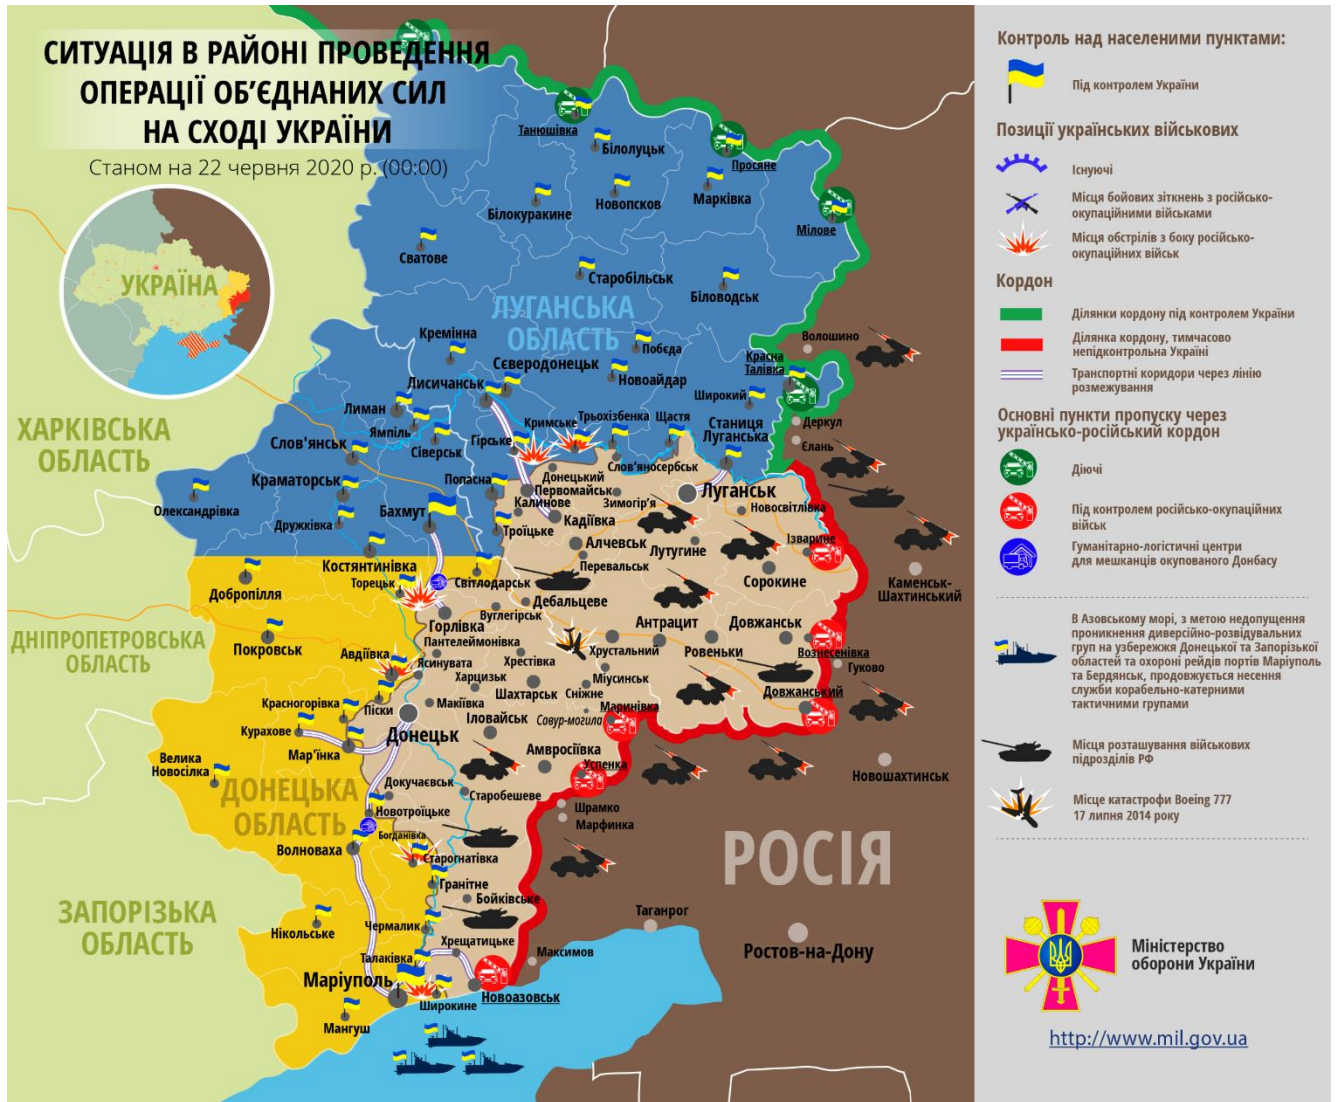 СИТУАЦІЯ В РАЙОНІ ПРОВЕДЕННЯ
ОПЕРАЦІЇ ОБ'ЄДНАНИХ СИЛ
НА СХОДІ УКРАЇНИ
Станом на 22 червня 2020 р. (00:00)
УКРАЇНА
ХАРКІВСЬКА
ОБЛАСТЬ
ДНІПРОПЕТРОВСЬКА
ОБЛАСТЬ
ЗАПОРІЗЬКА
ОБЛАСТЬ
ЛУГАНСЬКА
ОБЛАСТЬ
ДОНЕЦЬКА
ОБЛАСТЬ
РОСІЯ
Танюшівка
Білолуцьк
Просяне
Білокуракине
Новопсков
Марківка
Мілове
Сватове
Старобільськ
Біловодськ
Кремінна
Побєда
Волошино
Сєвєродонецьк
Красна
Талівка
Лисичанськ
Новоайдар
Широкий
Лиман
Ямпіль
Кримське
Трьохізбенка
Щастя
Станиця
Луганська
Деркул
Слов'янськ
Сіверськ
Гірське
Єлань
Слов'яносербськ
Краматорськ
Попасна
Донецький
Первомайськ
Луганськ
Олександрівка
Калинове
Зимогір'я
Новосвітлівка
Дружківка
Бахмут
Троїцьке
Кадіївка
Ізварине
Алчевськ
Лутугине
Костянтинівка
Перевальськ
Сорокине
Каменськ-
Шахтинський
Торецьк
Світлодарськ
Добропілля
Дебальцеве
Вуглегірськ
Горлівка
Антрацит
Довжанськ
Покровськ
Пантелеймонівка
Авдіївка
Хрестівка
Хрустальний
Ровеньки
Вознесенівка
Ясинувата
Гуково
Харцизьк
Міусинськ
Шахтарськ
Сніжне
Довжанський
Красногорівка
Піски
Макіївка
Маринівка
Савур-могила
Курахове
Іловайськ
Донецьк
Мар'їнка
Амвросіївка
Велика
Новосілка
Успенка
Новошахтинськ
Докучаєвськ
Старобешеве
Новотроїцьке
Шрамко
Марфинка
Богданівка
Волноваха
Старогнатівка
Гранітне
Бойківське
Таганрог
Нікольське
Чермалик
Хрещатицьке
Ростов-на-Дону
Талаківка
Максимов
Маріуполь
Широкине
Новоазовськ
Мангуш
Контроль над населеними пунктами:
Під контролем України
Позиції українських військових
Існуючі
Місця бойових зіткнень з російсько-
окупаційними військами
Місця обстрілів з боку російсько-
окупаційних військ
Кордон
Ділянки кордону під контролем України
Ділянка кордону, тимчасово
непідконтрольна Україні
Транспортні коридори через лінію
розмежування
Основні пункти пропуску через
українсько-російський кордон
Діючі
Під контролем російсько-окупаційних
військ
Гуманітарно-логістичні центри
для мешканців окупованого Донбасу
В Азовському морі, з метою недопущення
проникнення диверсійно-розвідувальних
груп на узбережжя Донецької та Запорізької
областей та охороні рейдів портів Маріуполь
та Бердянськ, продовжується несення
служби корабельно-катерними
тактичними групами
Місця розташування військових
підрозділів РФ
Місце катастрофи Boeing 777
17 липня 2014 року
Міністерство
оборони України
http://www.mil.gov.ua